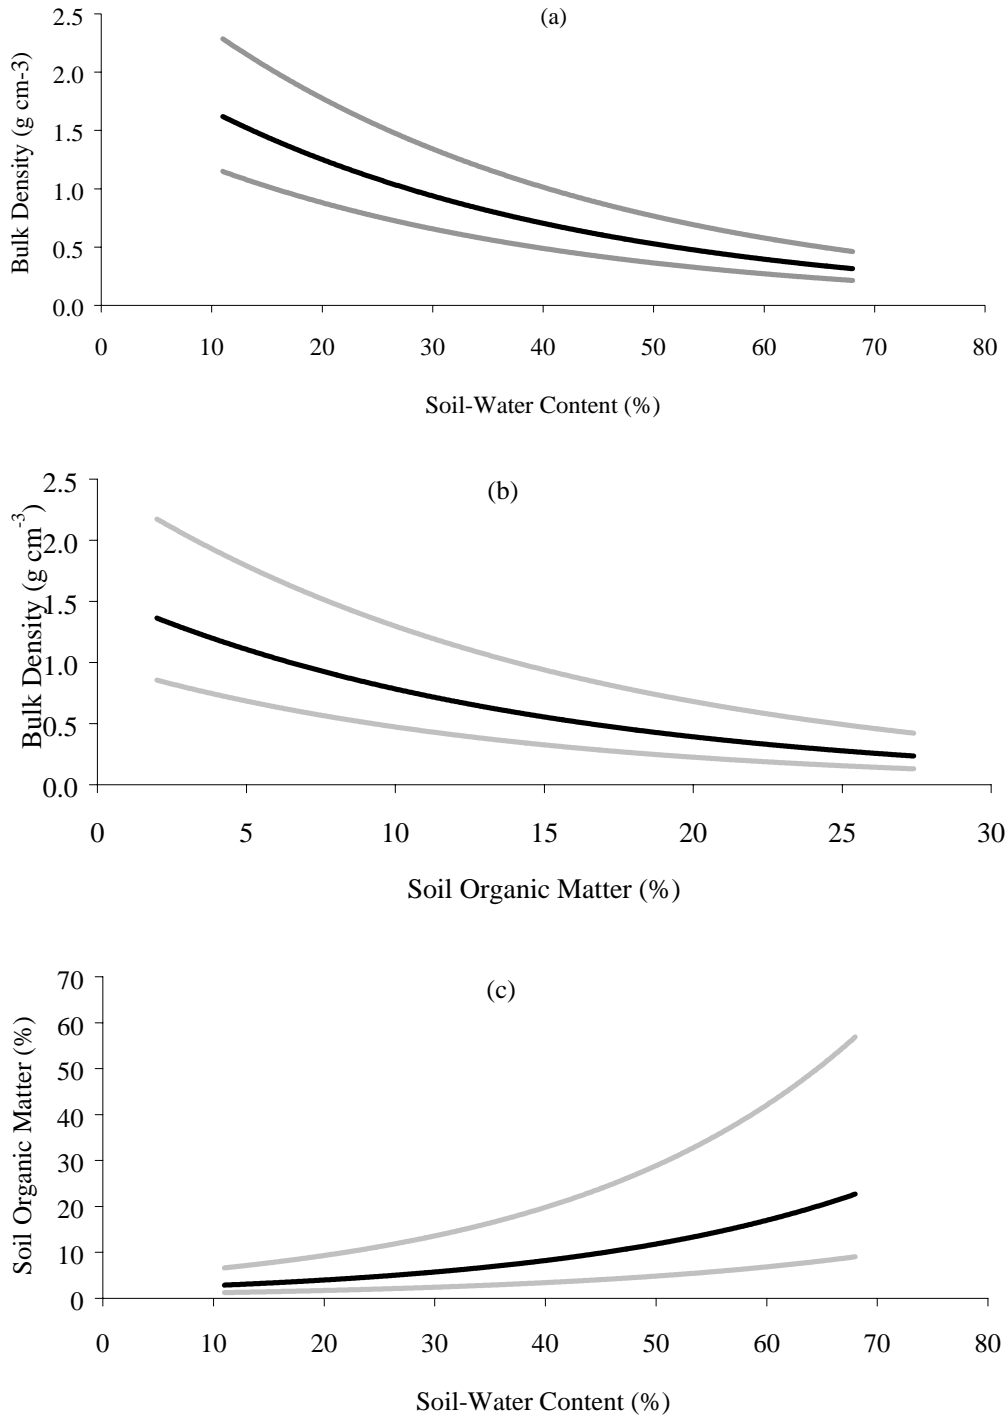 (a)
Bulk Density (g cm-3)
2.5
2.0
1.5
1.0
0.5
0.0
0 10 20 30 40 50 60 70 80
Soil-Water Content (%)
(b)
Bulk Density (g cm-3)
2.5
2.0
1.5
1.0
0.5
0.0
0 5 10 15 20 25 30
Soil Organic Matter (%)
(c)
Soil Organic Matter (%)
70
60
50
40
30
20
10
0
0 10 20 30 40 50 60 70 80
Soil-Water Content (%)